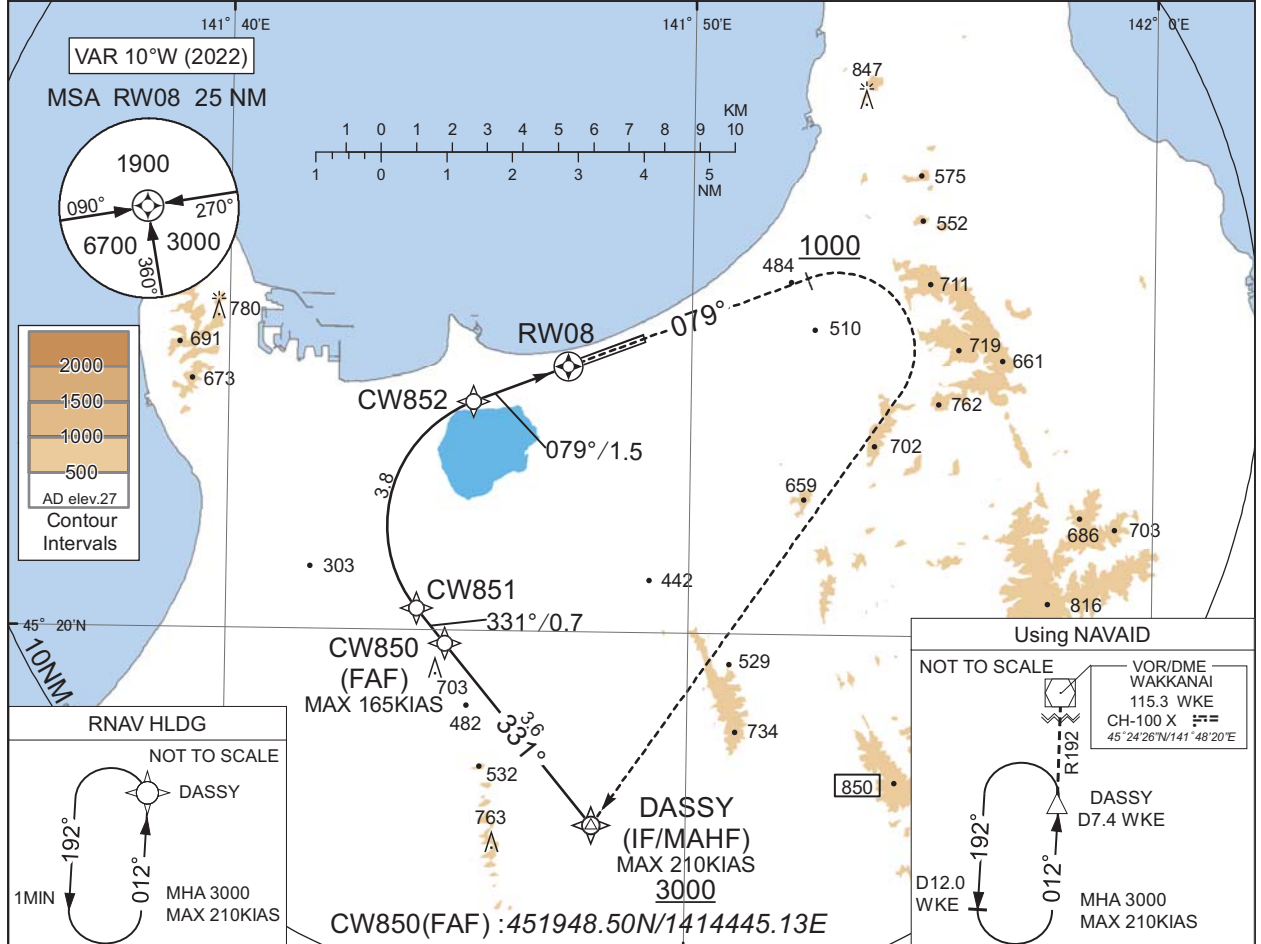 141° 40'E
141° 50'E
142° 0'E
VAR 10°W (2022)
MSA RW08 25 NM
1900
090°
270°
6700
3000
360°
KM
1 0 1 2 3 4 5 6 7 8 9 10
1 0 1 2 3 4 5
NM
847
575
552
1000
484
711
079°
510
RW08
719
661
780
691
673
762
CW852
702
079°/1.5
2000
1500
1000
500
AD elev.27
Contour
Intervals
3.8
659
686
703
303
442
CW851
816
331°/0.7
45° 20'N
CW850
(FAF)
MAX 165KIAS
703
482
10NM
529
3.6
331°
734
532
763
850
DASSY
(IF/MAHF)
MAX 210KIAS
3000
CW850(FAF) :451948.50N/1414445.13E
RNAV HLDG
NOT TO SCALE
DASSY
192°
012°
1MIN
MHA 3000
MAX 210KIAS
Using NAVAID
NOT TO SCALE
VOR/DME
WAKKANAI
115.3 WKE
CH-100 X
45°24'26"N/141°48'20"E
R192
DASSY
D7.4 WKE
192°
012°
D12.0
WKE
MHA 3000
MAX 210KIAS